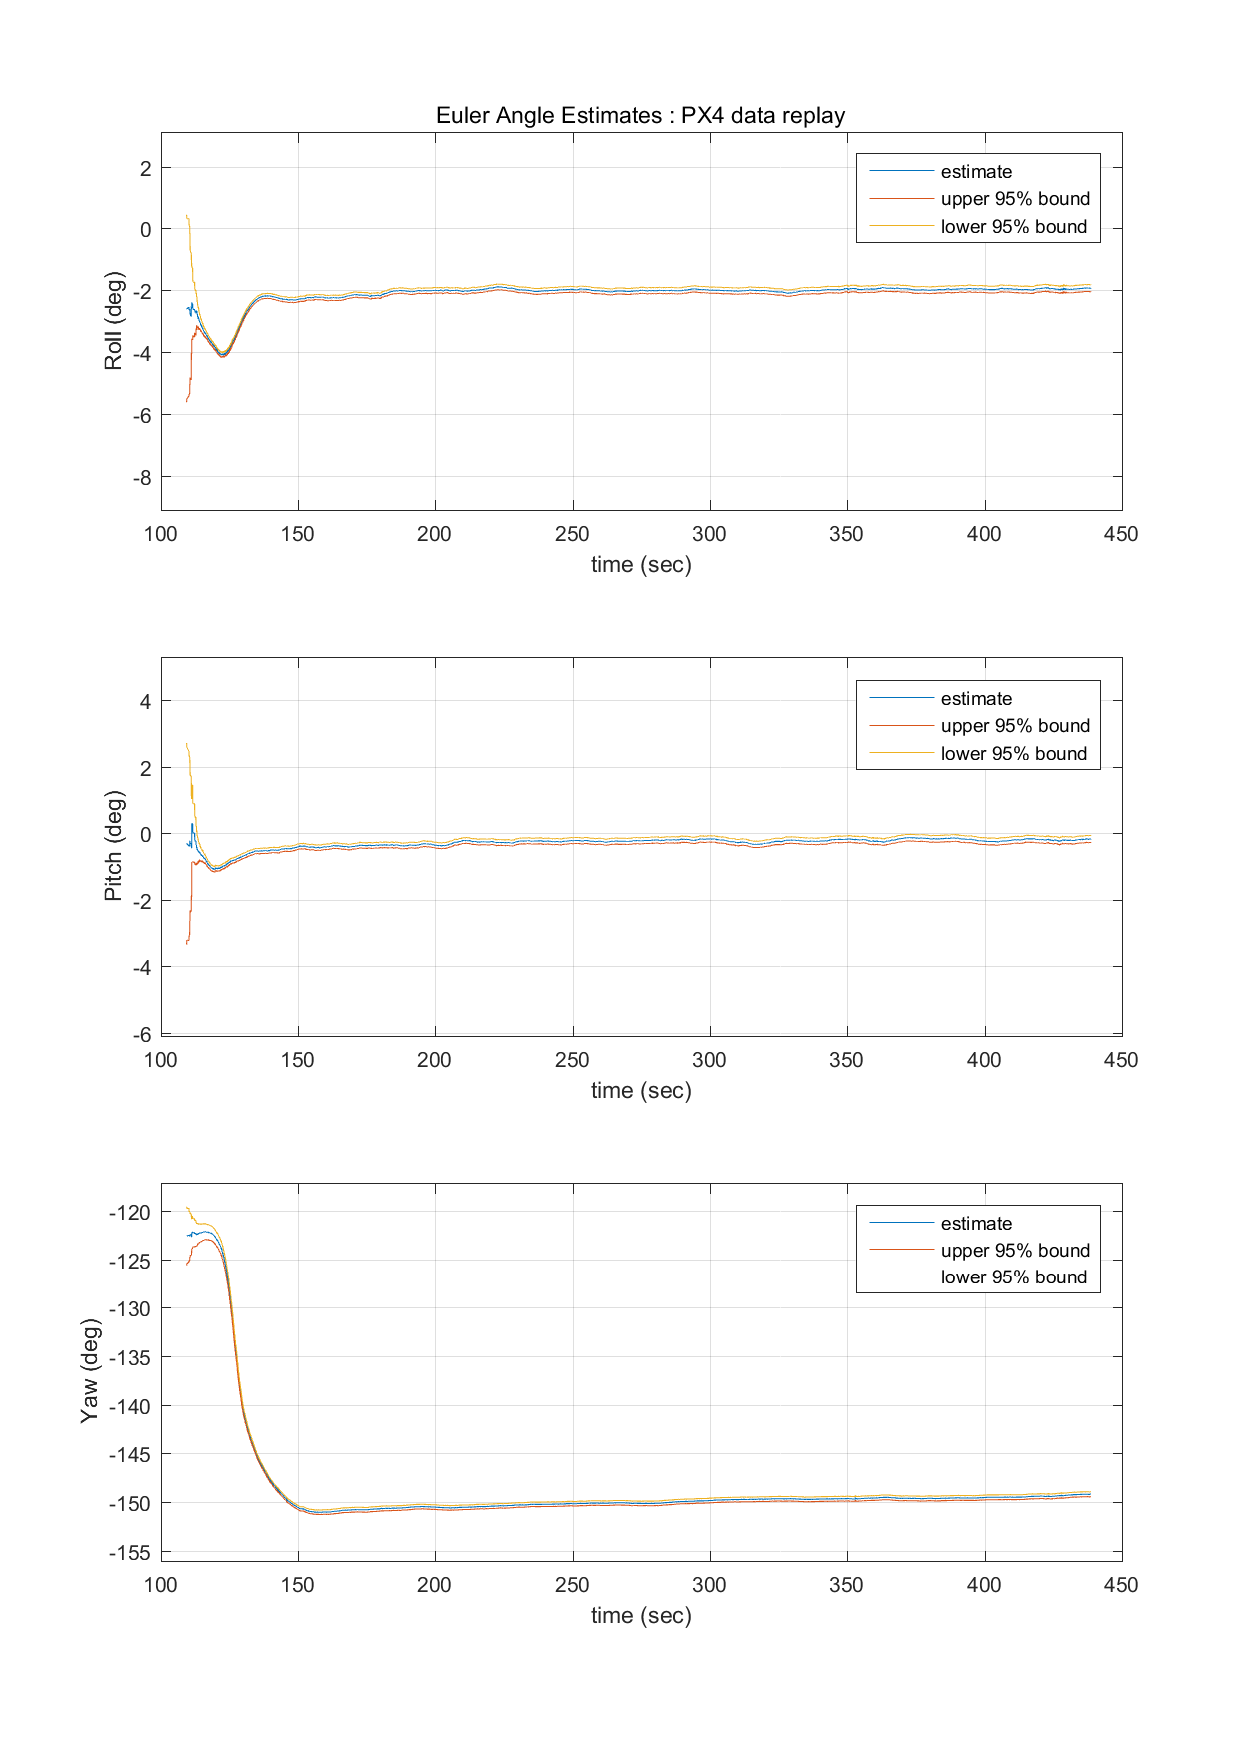 Euler Angle Estimates : PX4 data replay
2
0
-2
-4
-6
-8
Roll (deg)
estimate
upper 95% bound
lower 95% bound
100 150 200 250 300 350 400 450
time (sec)
4
2
0
-2
-4
-6
Pitch (deg)
estimate
upper 95% bound
lower 95% bound
100 150 200 250 300 350 400 450
time (sec)
-120
-125
-130
-135
-140
-145
-150
-155
Yaw (deg)
estimate
upper 95% bound
lower 95% bound
100 150 200 250 300 350 400 450
time (sec)